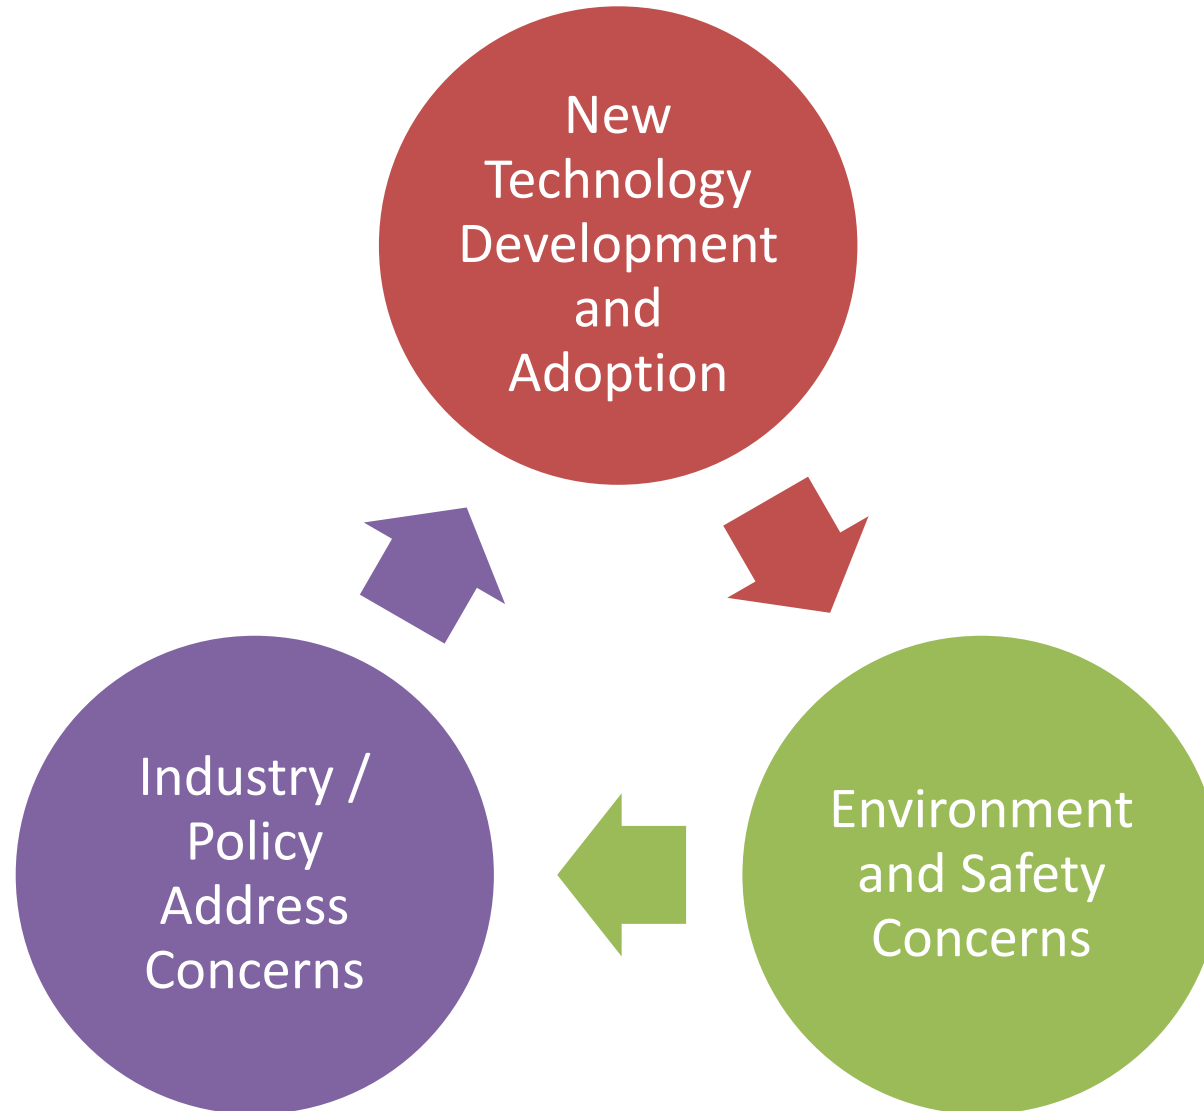 New
Technology
Development
and
Adoption
Industry /
Policy
Address
Concerns
Environment
and Safety
Concerns